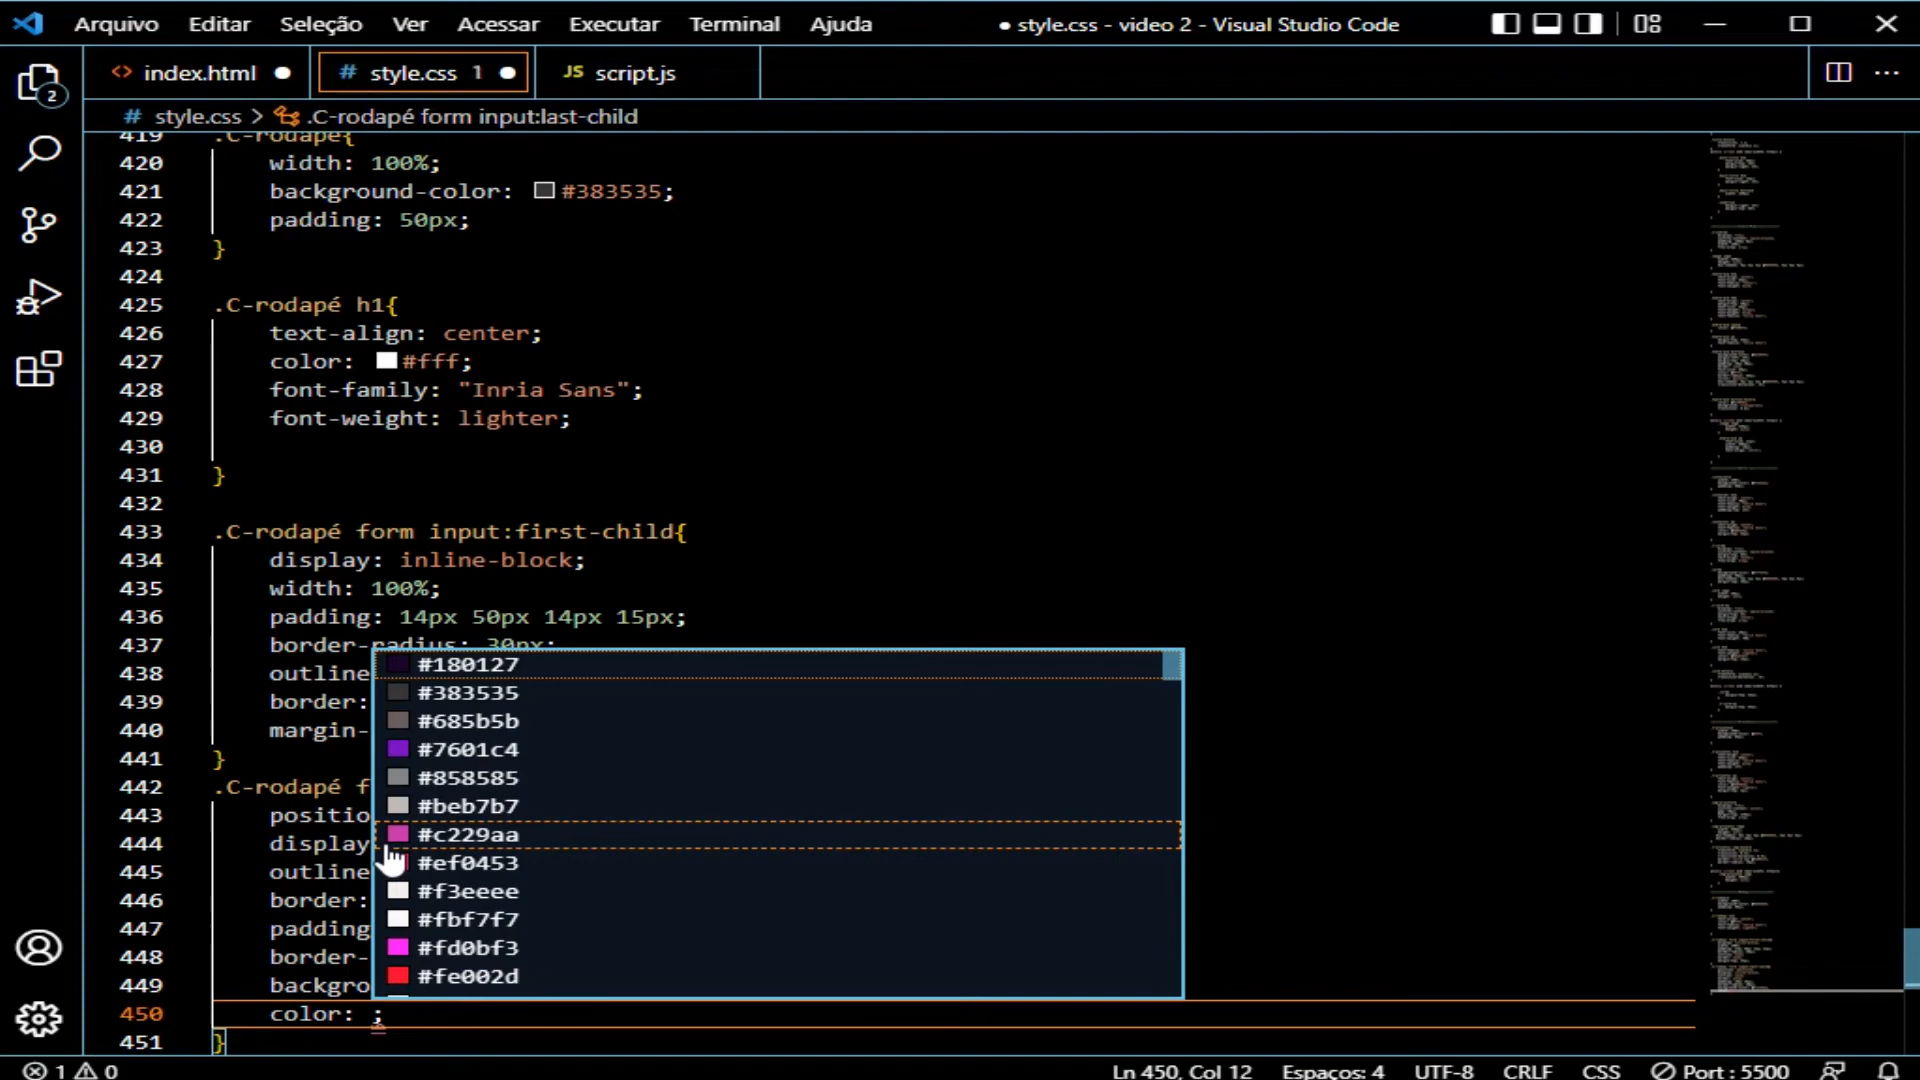 Arquivo Editar Seleção Ver Acessar Executar Terminal Ajuda
● style.css - video 2 - Visual Studio Code
<> index.html ●
# style.css 1 ●
JS script.js
2
# style.css > .C-rodapé form input:last-child
419 .C-rodapé{
420 width: 100%;
421 background-color: #383535;
422 padding: 50px;
423 }
424
425 .C-rodapé h1{
426 text-align: center;
427 color: #fff;
428 font-family: "Inria Sans";
429 font-weight: lighter;
430
431 }
432
433 .C-rodapé form input:first-child{
434 display: inline-block;
435 width: 100%;
436 padding: 14px 50px 14px 15px;
437 border-radius: 30px;
438 outline
439 border:
440 margin-
441 }
442 .C-rodapé f
443 positio
444 display
445 outline
446 border:
447 padding
448 border-
449 backgro
450 color: ;
451 }
#180127
#383535
#685b5b
#7601c4
#858585
#beb7b7
#c229aa
#ef0453
#f3eeee
#fbf7f7
#fd0bf3
#fe002d
1 0
Ln 450, Col 12 Espaços: 4 UTF-8 CRLF CSS Port : 5500